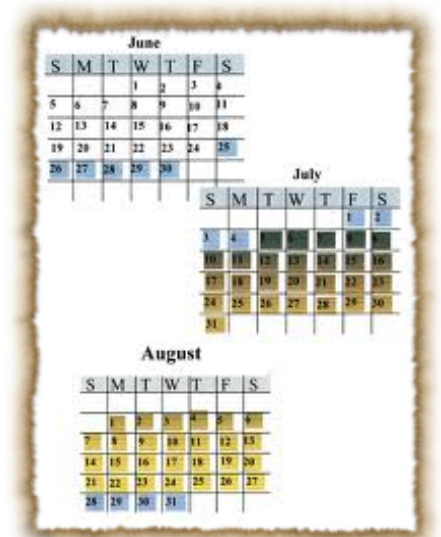 June
S M T W T F S
1 2 3 4
5 6 7 8 9 10 11
12 13 14 15 16 17 18
19 20 21 22 23 24 25
26 27 28 29 30
July
S M T W T F S
1 2
3 4
10 11 12 13 14 15 16
17 18 19 20 21 22 23
24 25 26 27 28 29 30
31
August
S M T W T F S
1 2 3 4 5 6
7 8 9 10 11 12 13
14 15 16 17 18 19 20
21 22 23 24 25 26 27
28 29 30 31